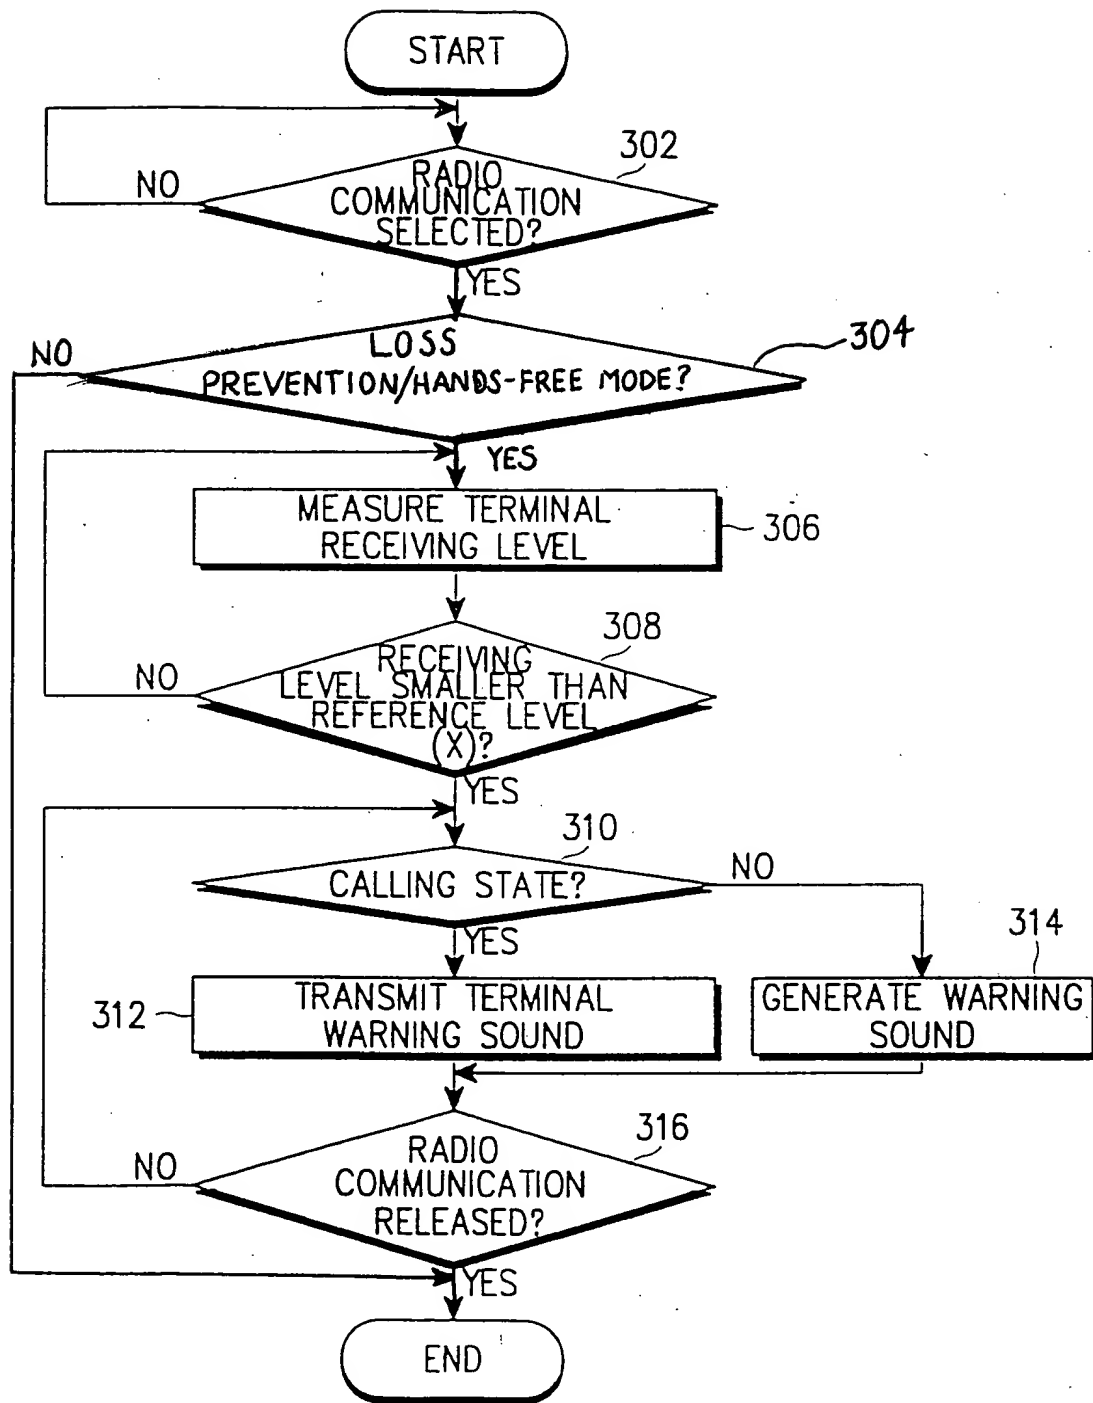 START
302
RADIO
COMMUNICATION
SELECTED?
NO
YES
304
NO
LOSS
PREVENTION/HANDS-FREE MODE?
YES
MEASURE TERMINAL
RECEIVING LEVEL
306
308
RECEIVING
LEVEL SMALLER THAN
REFERENCE LEVEL
(X)?
NO
YES
310
CALLING STATE?
NO
YES
314
312
TRANSMIT TERMINAL
WARNING SOUND
GENERATE WARNING
SOUND
316
RADIO
COMMUNICATION
RELEASED?
NO
YES
END